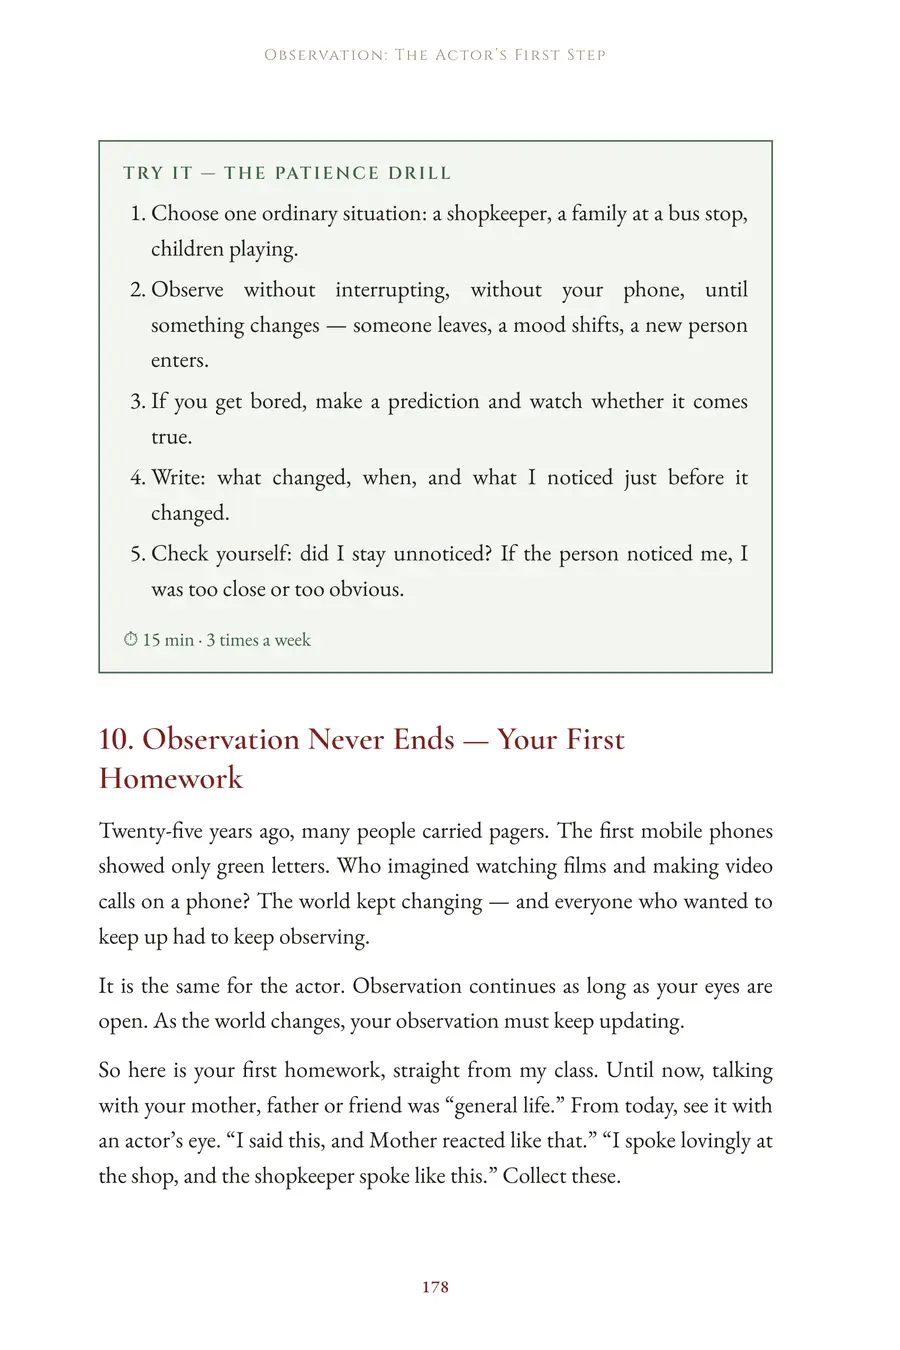 Observation: The Actor's First Step
TRY IT — THE PATIENCE DRILL
1. Choose one ordinary situation: a shopkeeper, a family at a bus stop,
children playing.
2. Observe without interrupting, without your phone, until
something changes — someone leaves, a mood shifts, a new person
enters.
3. If you get bored, make a prediction and watch whether it comes
true.
4. Write: what changed, when, and what I noticed just before it
changed.
5. Check yourself: did I stay unnoticed? If the person noticed me, I
was too close or too obvious.
⏱ 15 min · 3 times a week
10. Observation Never Ends — Your First
Homework
Twenty-five years ago, many people carried pagers. The first mobile phones
showed only green letters. Who imagined watching films and making video
calls on a phone? The world kept changing — and everyone who wanted to
keep up had to keep observing.
It is the same for the actor. Observation continues as long as your eyes are
open. As the world changes, your observation must keep updating.
So here is your first homework, straight from my class. Until now, talking
with your mother, father or friend was “general life.” From today, see it with
an actor’s eye. “I said this, and Mother reacted like that.” “I spoke lovingly at
the shop, and the shopkeeper spoke like this.” Collect these.
178